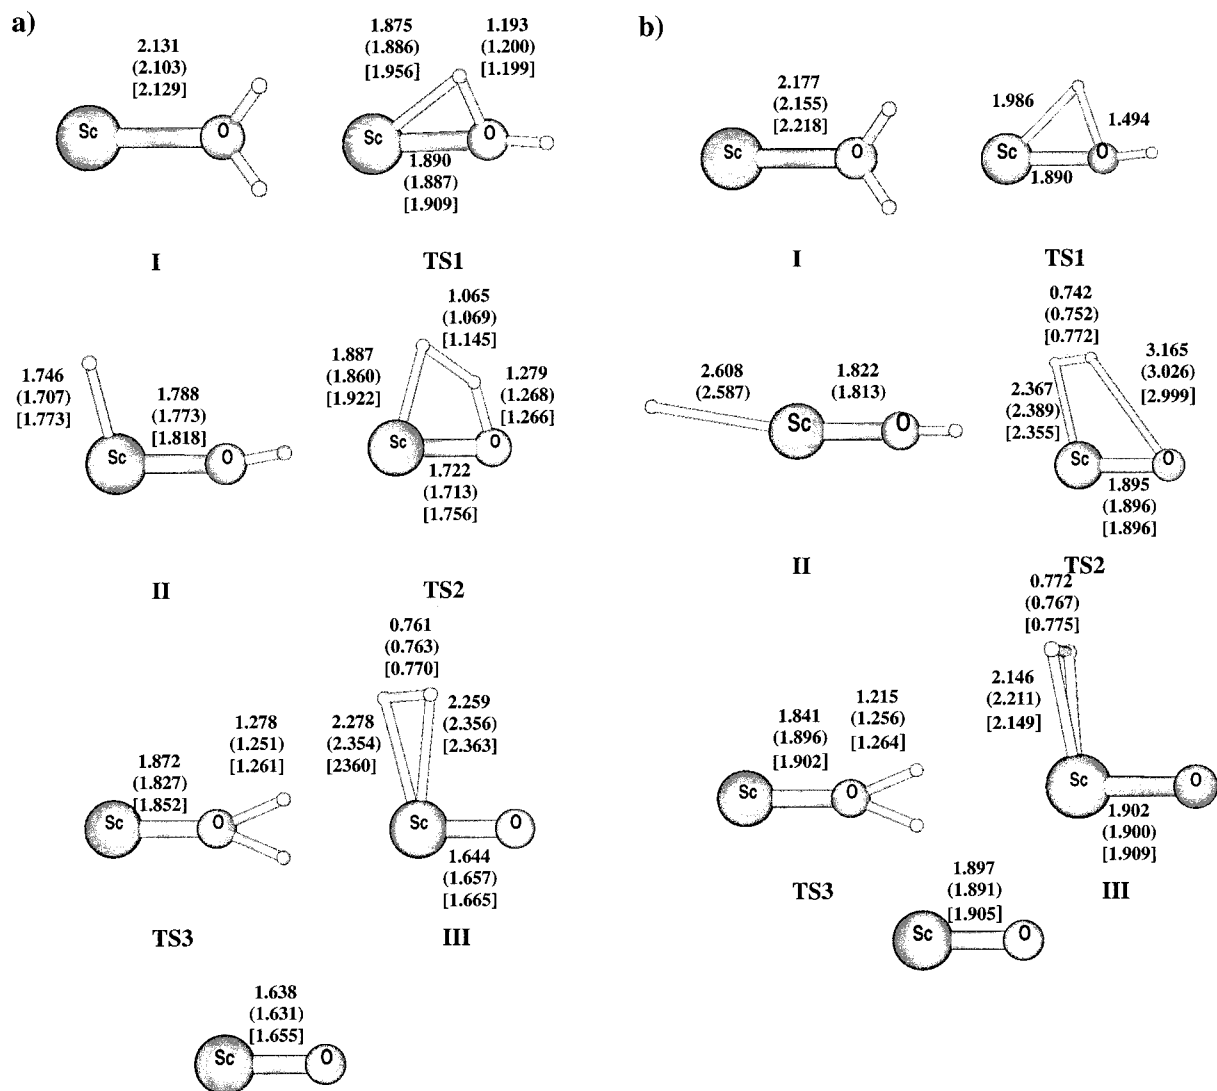 a)
2.131
(2.103)
[2.129]
Sc
O
I
1.875
(1.886)
[1.956]
1.193
(1.200)
[1.199]
Sc
O
1.890
(1.887)
[1.909]
TS1
1.746
(1.707)
[1.773]
1.788
(1.773)
[1.818]
Sc
O
II
1.065
(1.069)
[1.145]
1.887
(1.860)
[1.922]
1.279
(1.268)
[1.266]
Sc
O
1.722
(1.713)
[1.756]
TS2
1.872
(1.827)
[1.852]
1.278
(1.251)
[1.261]
Sc
O
TS3
0.761
(0.763)
[0.770]
2.278
(2.354)
[2360]
2.259
(2.356)
[2.363]
Sc
O
1.644
(1.657)
[1.665]
III
1.638
(1.631)
[1.655]
Sc
O
b)
2.177
(2.155)
[2.218]
Sc
O
I
1.986
1.494
Sc
O
1.890
TS1
2.608
(2.587)
1.822
(1.813)
Sc
O
II
0.742
(0.752)
[0.772]
2.367
(2.389)
[2.355]
3.165
(3.026)
[2.999]
Sc
O
1.895
(1.896)
[1.896]
TS2
1.841
(1.896)
[1.902]
1.215
(1.256)
[1.264]
Sc
O
TS3
0.772
(0.767)
[0.775]
2.146
(2.211)
[2.149]
Sc
O
1.902
(1.900)
[1.909]
III
1.897
(1.891)
[1.905]
Sc
O